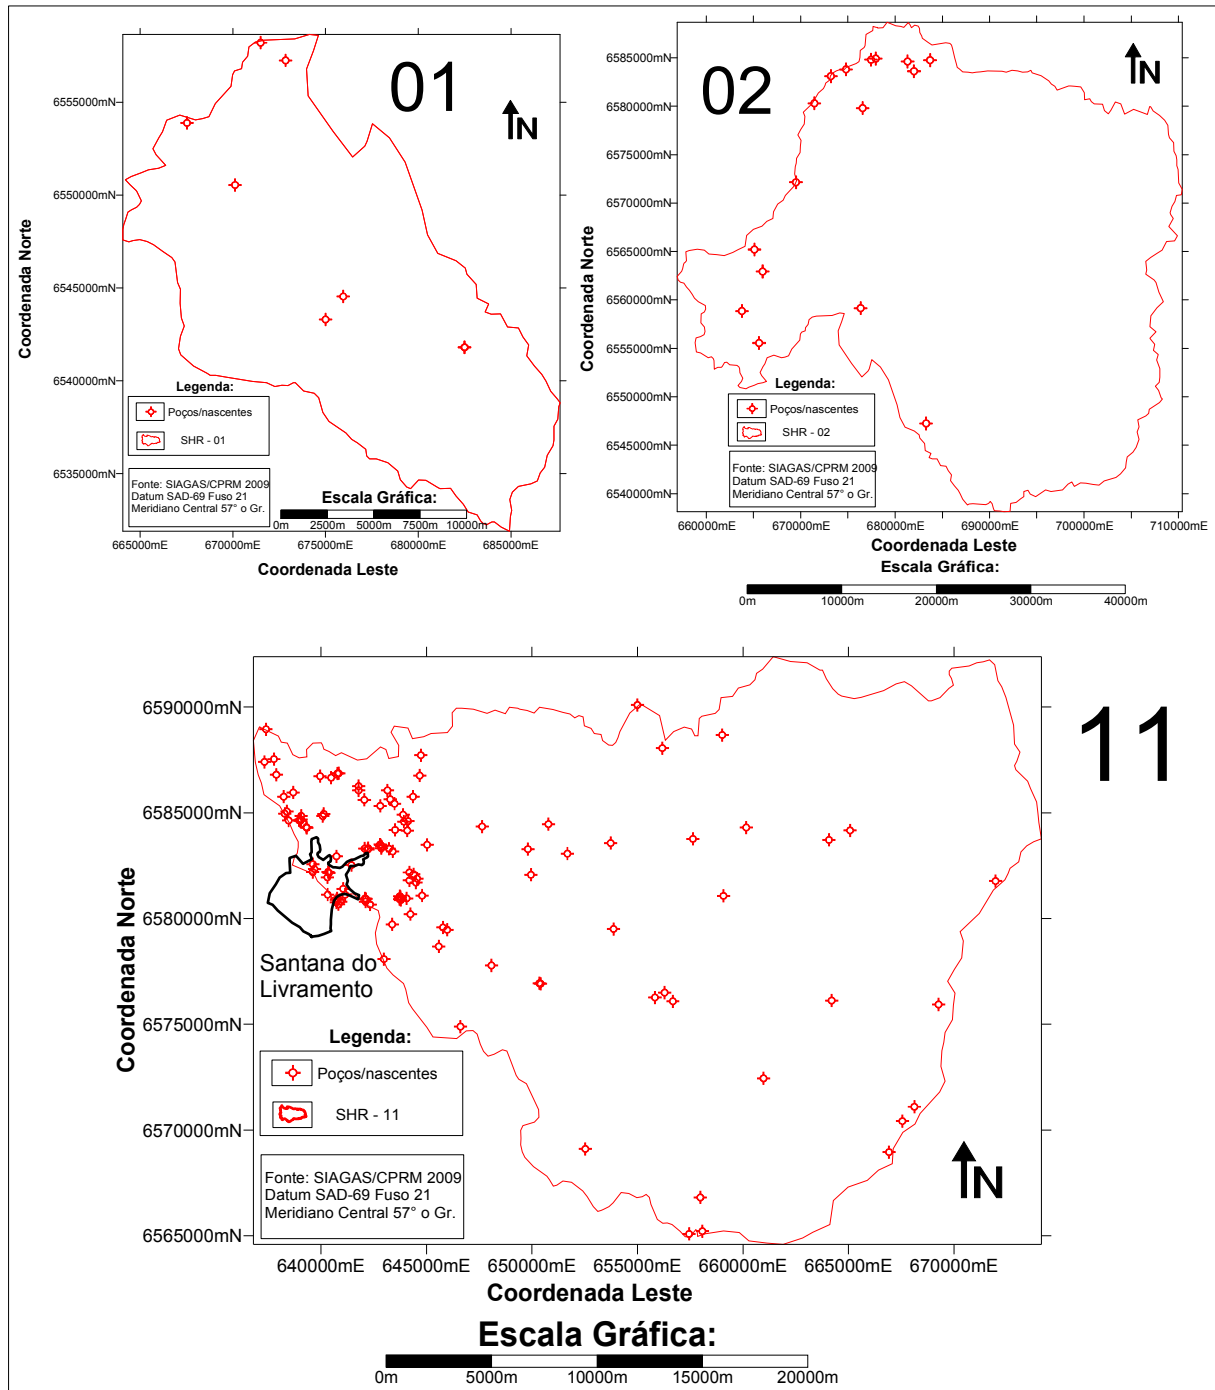 01
N
6555000mN
6550000mN
6545000mN
6540000mN
6535000mN
Coordenada Norte
Legenda:
Poços/nascentes
SHR - 01
Fonte: SIAGAS/CPRM 2009
Datum SAD-69 Fuso 21
Meridiano Central 57° o Gr.
Escala Gráfica:
0m 2500m 5000m 7500m 10000m
665000mE 670000mE 675000mE 680000mE 685000mE
Coordenada Leste
02
N
6585000mN
6580000mN
6575000mN
6570000mN
6565000mN
6560000mN
6555000mN
6550000mN
6545000mN
6540000mN
Coordenada Norte
Legenda:
Poços/nascentes
SHR - 02
Fonte: SIAGAS/CPRM 2009
Datum SAD-69 Fuso 21
Meridiano Central 57° o Gr.
660000mE 670000mE 680000mE 690000mE 700000mE 710000mE
Coordenada Leste
Escala Gráfica:
0m 10000m 20000m 30000m 40000m
11
6590000mN
6585000mN
6580000mN
6575000mN
6570000mN
6565000mN
Coordenada Norte
Santana do
Livramento
Legenda:
Poços/nascentes
SHR - 11
Fonte: SIAGAS/CPRM 2009
Datum SAD-69 Fuso 21
Meridiano Central 57° o Gr.
N
640000mE 645000mE 650000mE 655000mE 660000mE 665000mE 670000mE
Coordenada Leste
Escala Gráfica:
0m 5000m 10000m 15000m 20000m